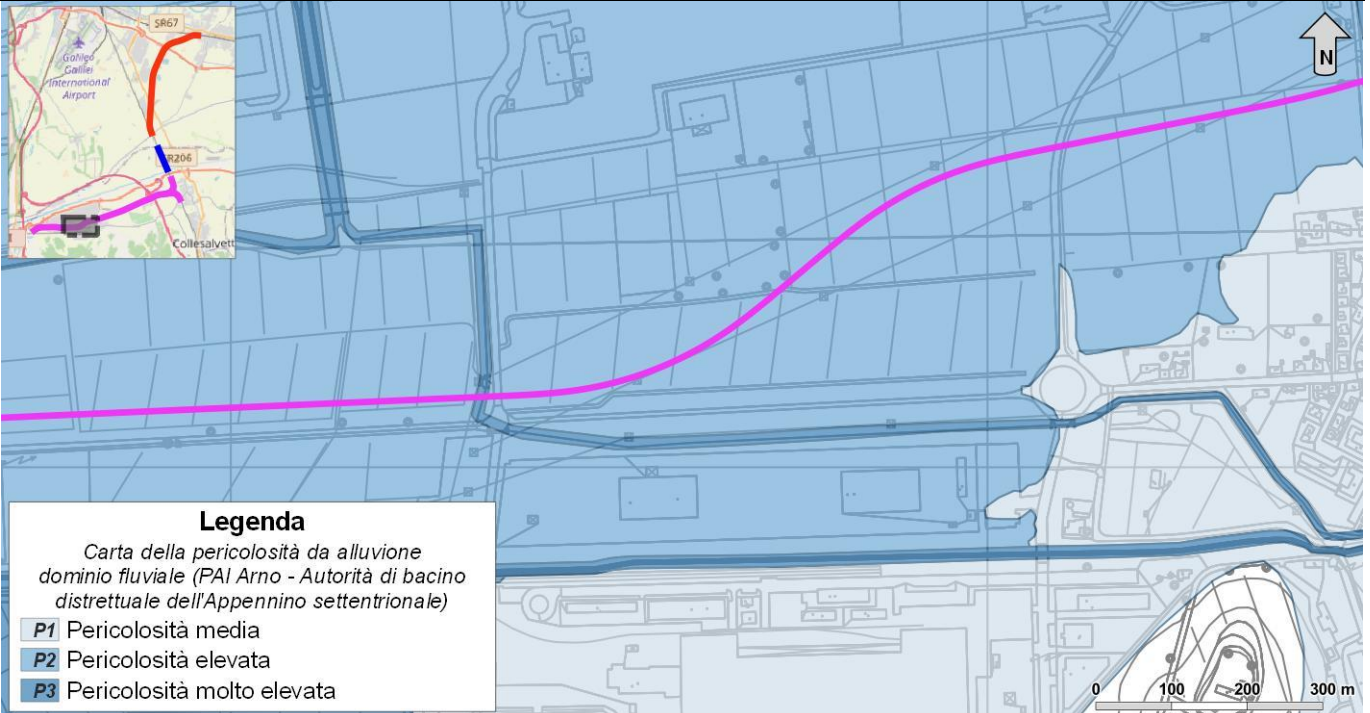 SR67
Galileo
Galilei
International
Airport
R206
Collesalvett
N
Legenda
Carta della pericolosità da alluvione
dominio fluviale (PAI Arno - Autorità di bacino
distrettuale dell'Appennino settentrionale)
P1 Pericolosità media
P2 Pericolosità elevata
P3 Pericolosità molto elevata
0 100 200 300 m